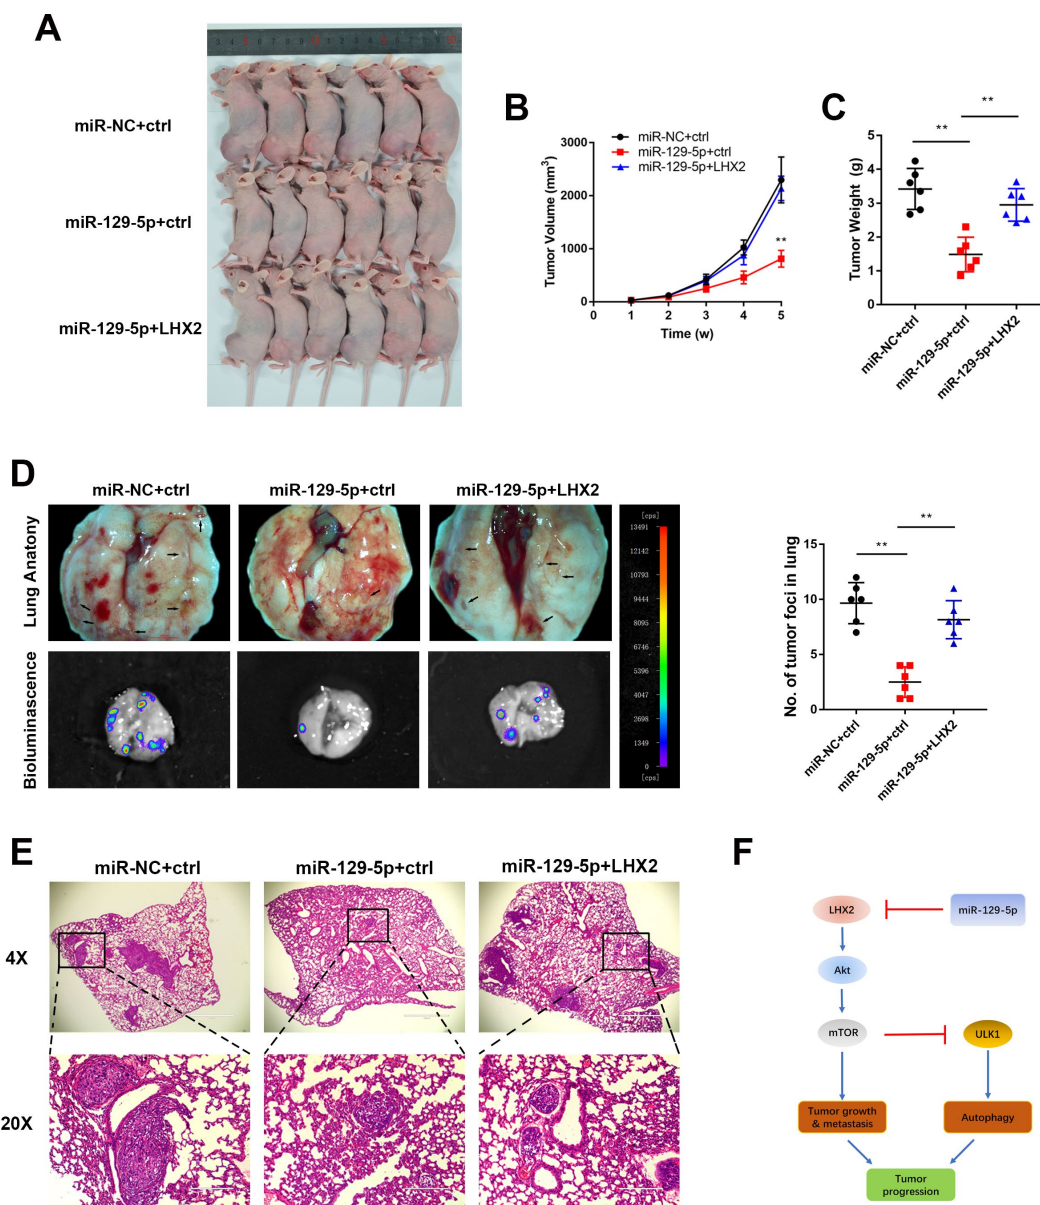 A
miR-NC+ctrl
miR-129-5p+ctrl
miR-129-5p+LHX2
B
miR-NC+ctrl
miR-129-5p+ctrl
miR-129-5p+LHX2
Tumor Volume (mm³)
3000
2000
1000
0
**
0 1 2 3 4 5
Time (w)
C
**
**
Tumor Weight (g)
5
4
3
2
1
0
miR-NC+ctrl
miR-129-5p+ctrl
miR-129-5p+LHX2
D
miR-NC+ctrl
miR-129-5p+ctrl
miR-129-5p+LHX2
Lung Anatomy
Bioluminascence
[cps]
13491
12142
10793
9444
8095
6746
5396
4047
2698
1349
0
[cps]
No. of tumor foci in lung
15
10
5
0
**
**
miR-NC+ctrl
miR-129-5p+ctrl
miR-129-5p+LHX2
E
miR-NC+ctrl
miR-129-5p+ctrl
miR-129-5p+LHX2
4X
20X
F
LHX2
miR-129-5p
Akt
mTOR
ULK1
Tumor growth
& metastasis
Autophagy
Tumor
progression